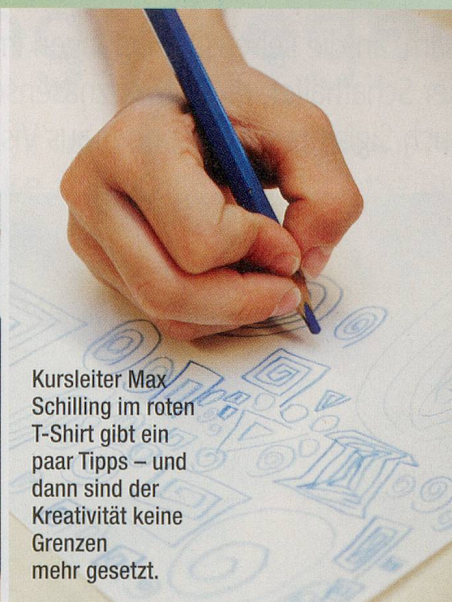 Kursleiter Max
Schilling im roten
T-Shirt gibt ein
paar Tipps – und
dann sind der
Kreativität keine
Grenzen
mehr gesetzt.